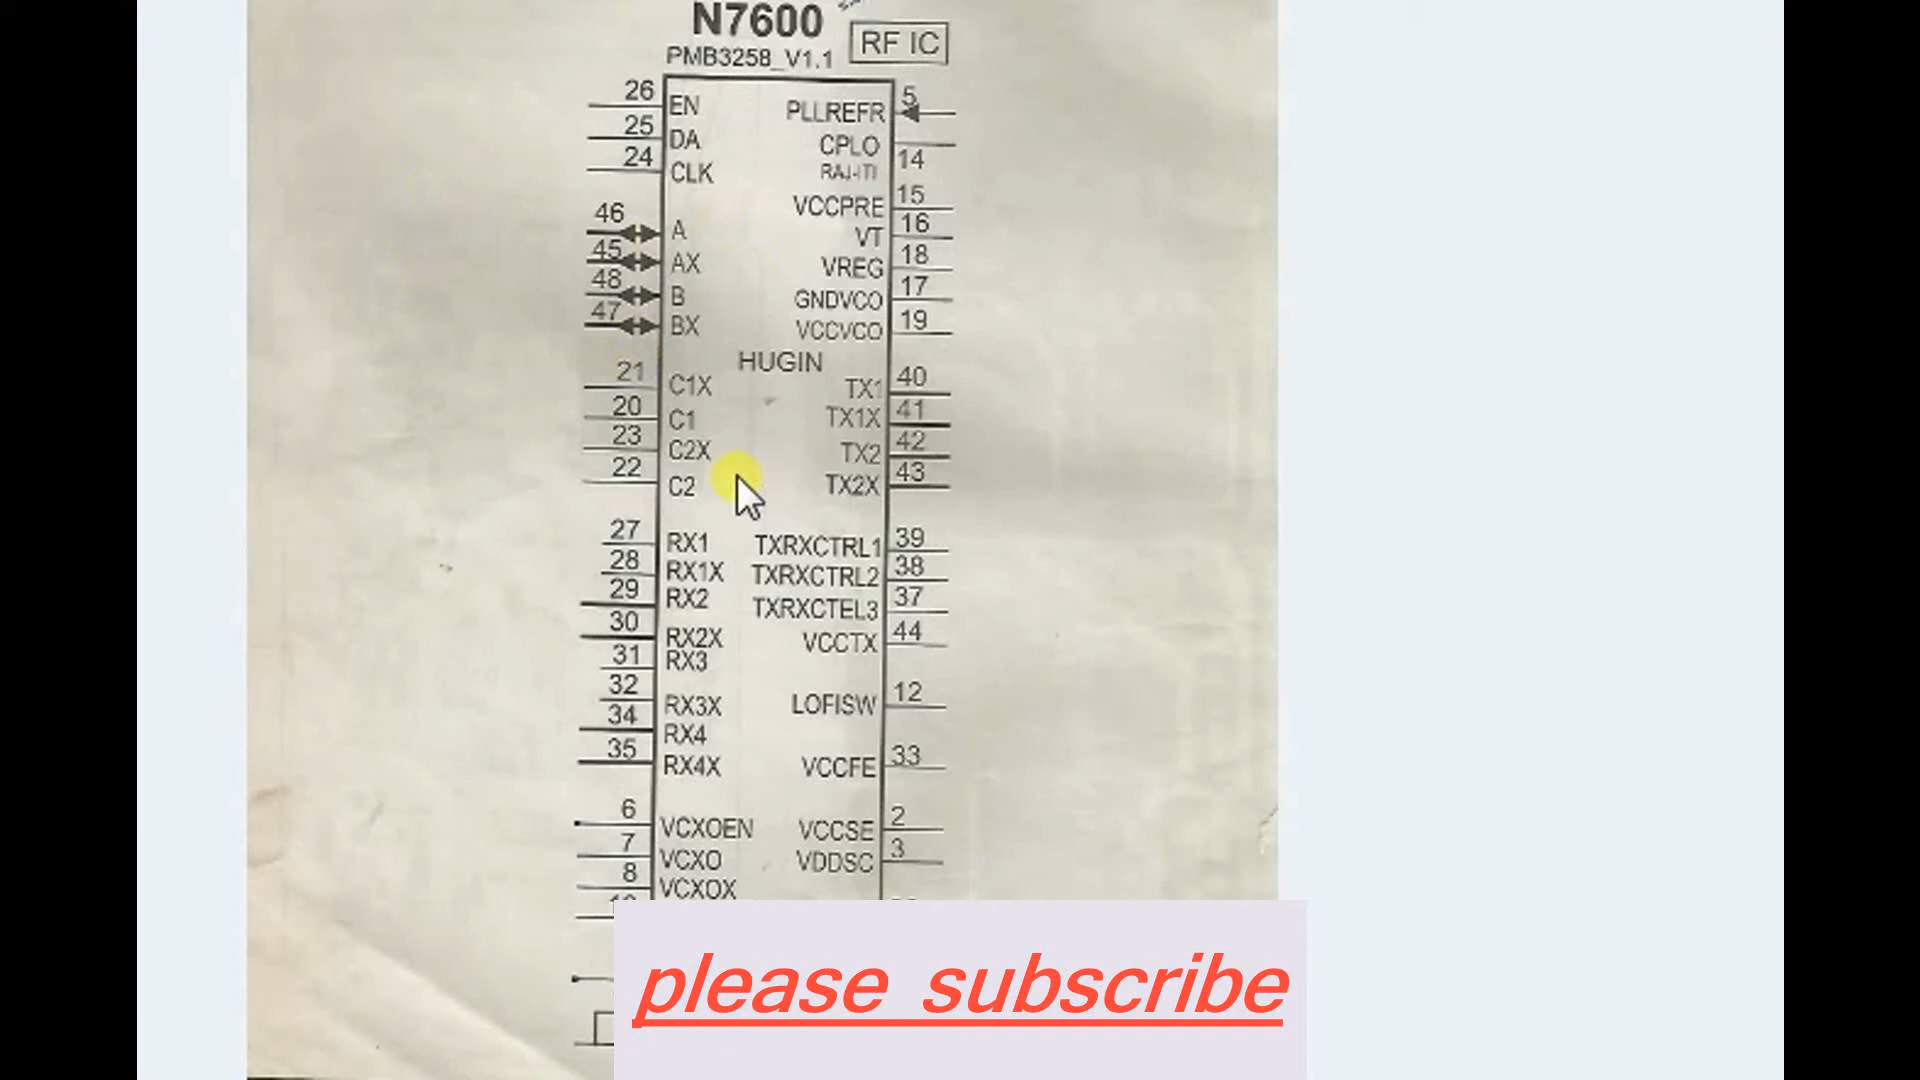 N7600
RF IC
PMB3258_V1.1
26 EN PLLREFR 5
25 DA CPLO 14
24 CLK RAJ-ITI
VCCPRE 15
46 A VT 16
45 AX VREG 18
48 B GNDVCO 17
47 BX VCCVCO 19
HUGIN
21 C1X TX1 40
20 C1 TX1X 41
23 C2X TX2 42
22 C2 TX2X 43
27 RX1 TXRXCTRL1 39
28 RX1X TXRXCTRL2 38
29 RX2 TXRXCTEL3 37
30 RX2X VCCTX 44
31 RX3
32 RX3X LOFISW 12
34 RX4
35 RX4X VCCFE 33
6 VCXOEN VCCSE 2
7 VCXO VDDSC 3
8 VCXOX
please subscribe